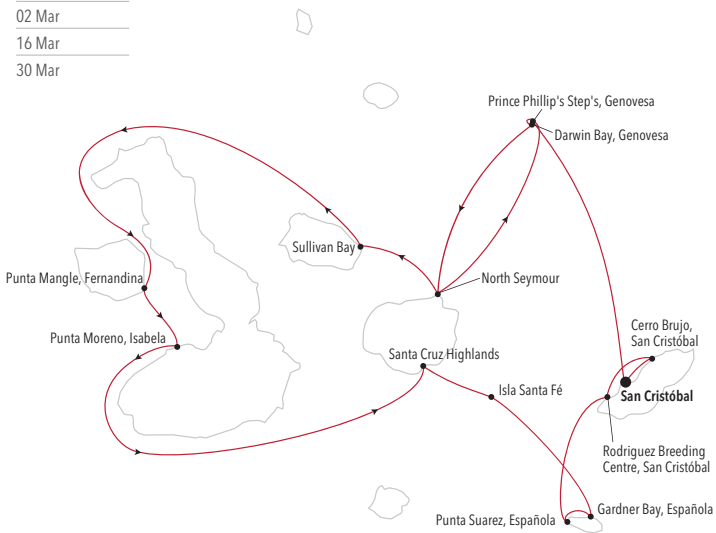 02 Mar
16 Mar
30 Mar
Prince Phillip's Step's, Genovesa
Darwin Bay, Genovesa
Sullivan Bay
North Seymour
Punta Mangle, Fernandina
Punta Moreno, Isabela
Cerro Brujo,
San Cristóbal
Santa Cruz Highlands
Isla Santa Fé
San Cristóbal
Rodriguez Breeding
Centre, San Cristóbal
Gardner Bay, Española
Punta Suarez, Española